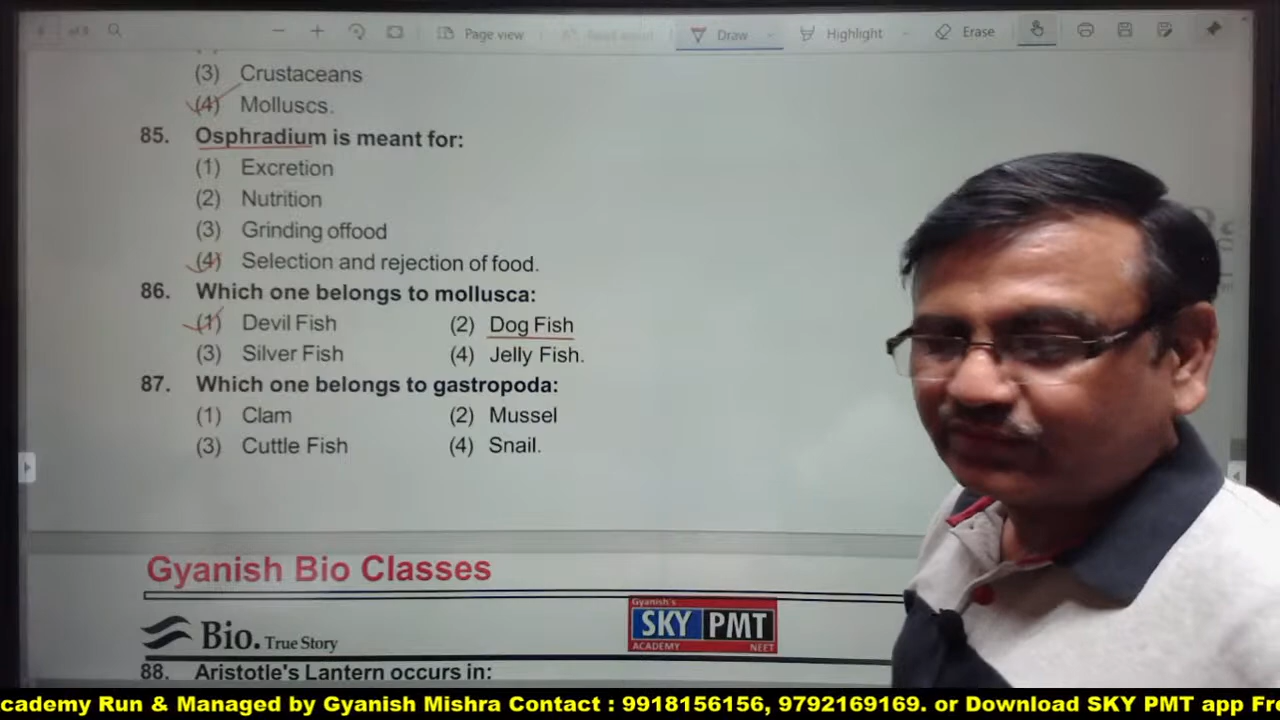 of 8 Page view Draw Highlight Erase
(3) Crustaceans
(4) Molluscs.
85. Osphradium is meant for:
(1) Excretion
(2) Nutrition
(3) Grinding offood
(4) Selection and rejection of food.
86. Which one belongs to mollusca:
(1) Devil Fish (2) Dog Fish
(3) Silver Fish (4) Jelly Fish.
87. Which one belongs to gastropoda:
(1) Clam (2) Mussel
(3) Cuttle Fish (4) Snail.
Gyanish Bio Classes
Gyanish's
SKY PMT
ACADEMY NEET
Bio. True Story
88. Aristotle's Lantern occurs in:
cademy Run & Managed by Gyanish Mishra Contact : 9918156156, 9792169169. or Download SKY PMT app Fr